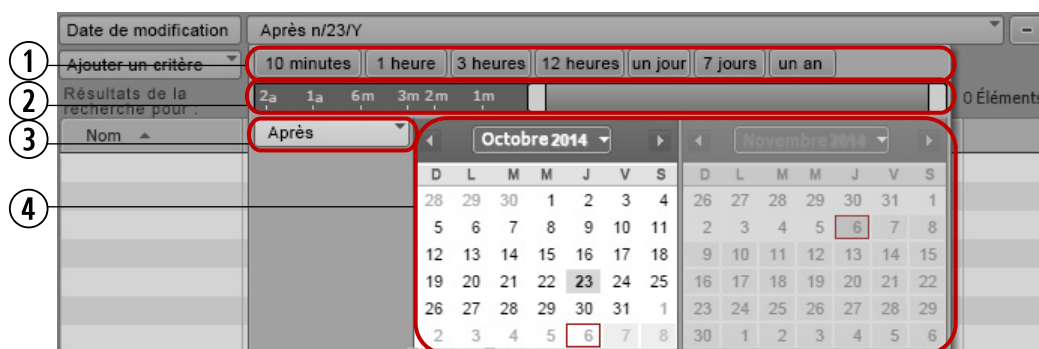 Date de modification Après n/23/Y –
1 Ajouter un critère 10 minutes 1 heure 3 heures 12 heures un jour 7 jours un an
2 Résultats de la recherche pour : 2a 1a 6m 3m 2m 1m 0 Éléments
3 Nom Après Octobre 2014 Novembre 2014
D L M M J V S D L M M J V S
4 28 29 30 1 2 3 4 26 27 28 29 30 31 1
5 6 7 8 9 10 11 2 3 4 5 6 7 8
12 13 14 15 16 17 18 9 10 11 12 13 14 15
19 20 21 22 23 24 25 16 17 18 19 20 21 22
26 27 28 29 30 31 1 23 24 25 26 27 28 29
2 3 4 5 6 7 8 30 1 2 3 4 5 6